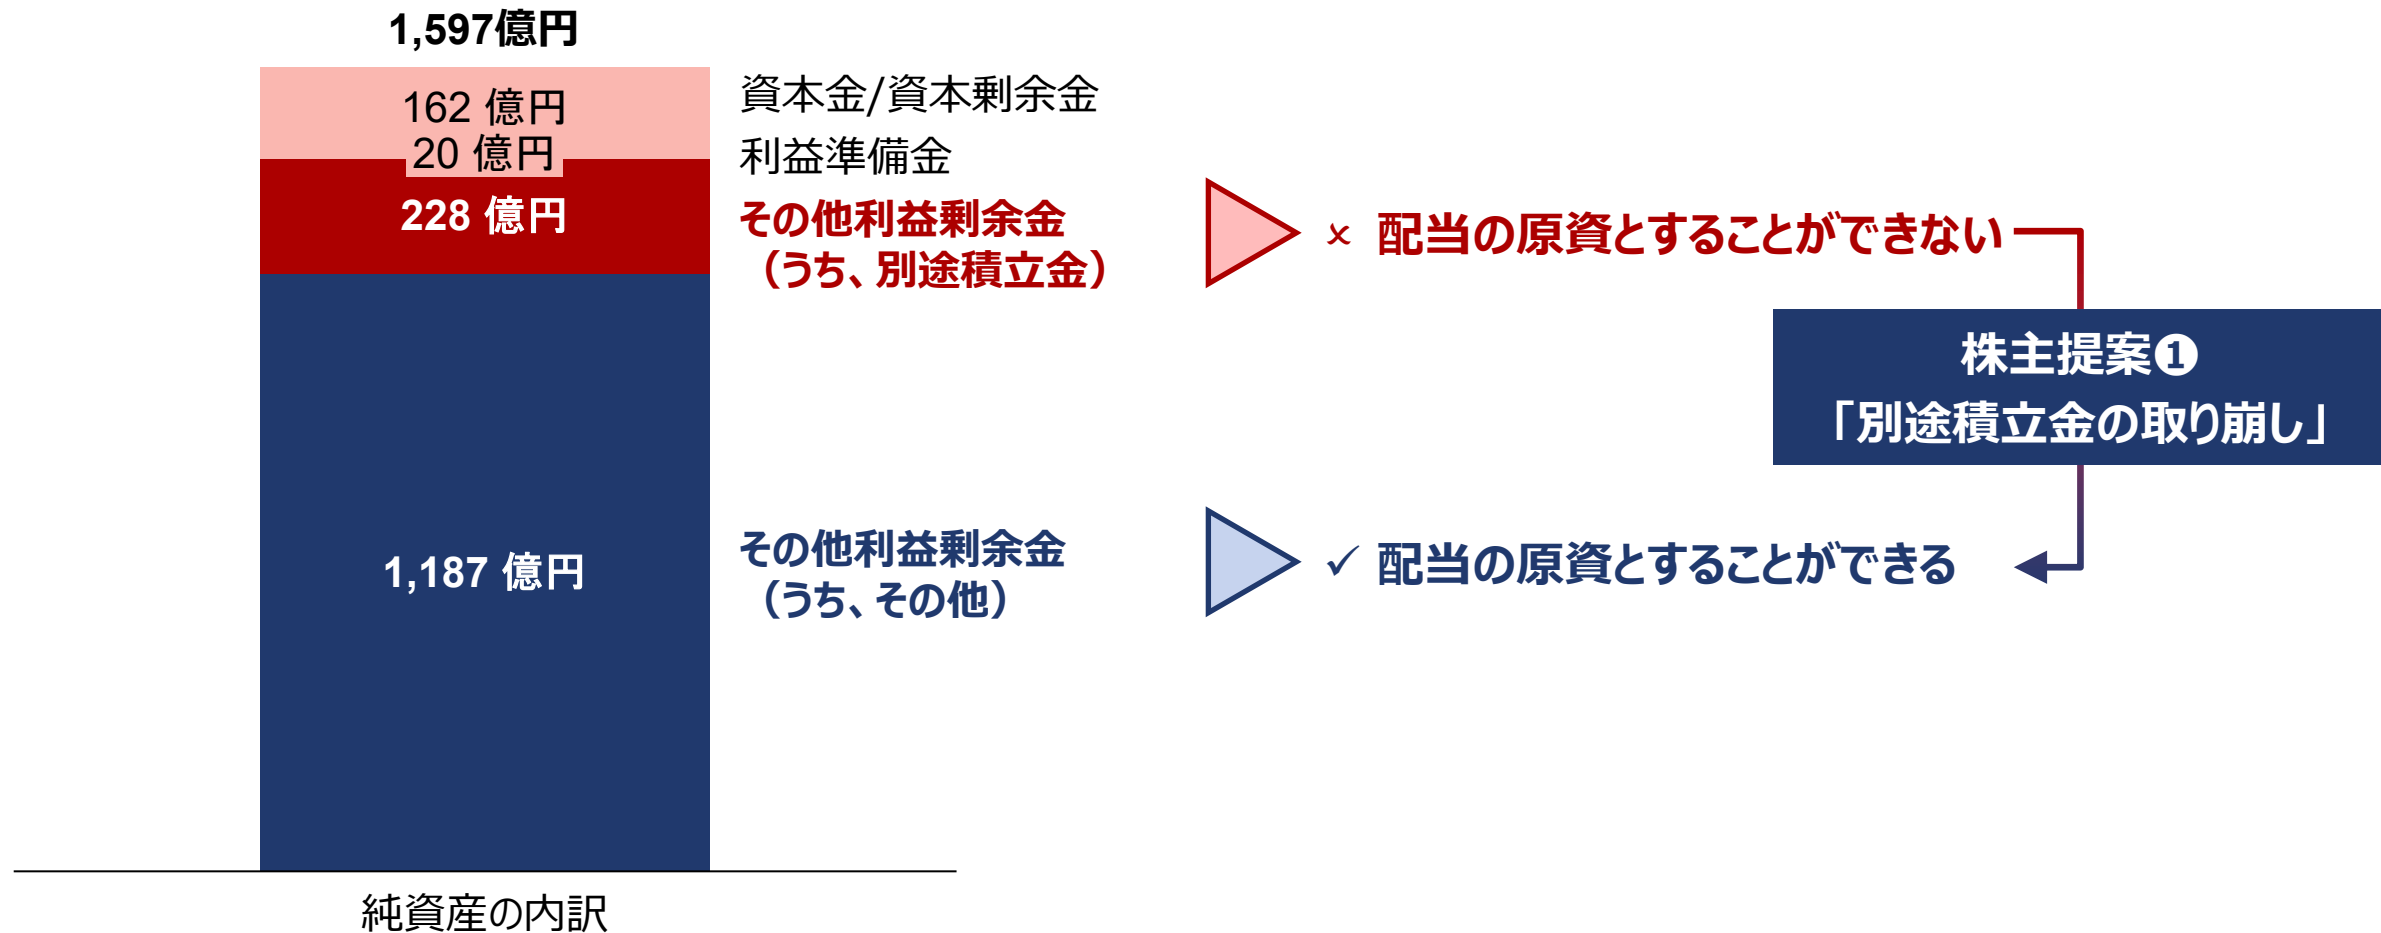 1,597億円
162 億円
資本金/資本剰余金
20 億円
利益準備金
228 億円
その他利益剰余金
（うち、別途積立金）
× 配当の原資とすることができない
株主提案❶
「別途積立金の取り崩し」
1,187 億円
その他利益剰余金
（うち、その他）
✓ 配当の原資とすることができる
純資産の内訳